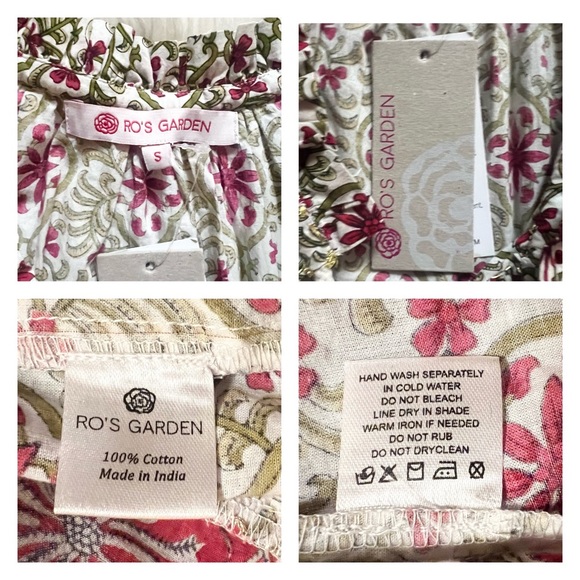 RO'S GARDEN
S
RO'S GARDEN
M
RO'S GARDEN
100% Cotton
Made in India
HAND WASH SEPARATELY
IN COLD WATER
DO NOT BLEACH
LINE DRY IN SHADE
WARM IRON IF NEEDED
DO NOT RUB
DO NOT DRYCLEAN